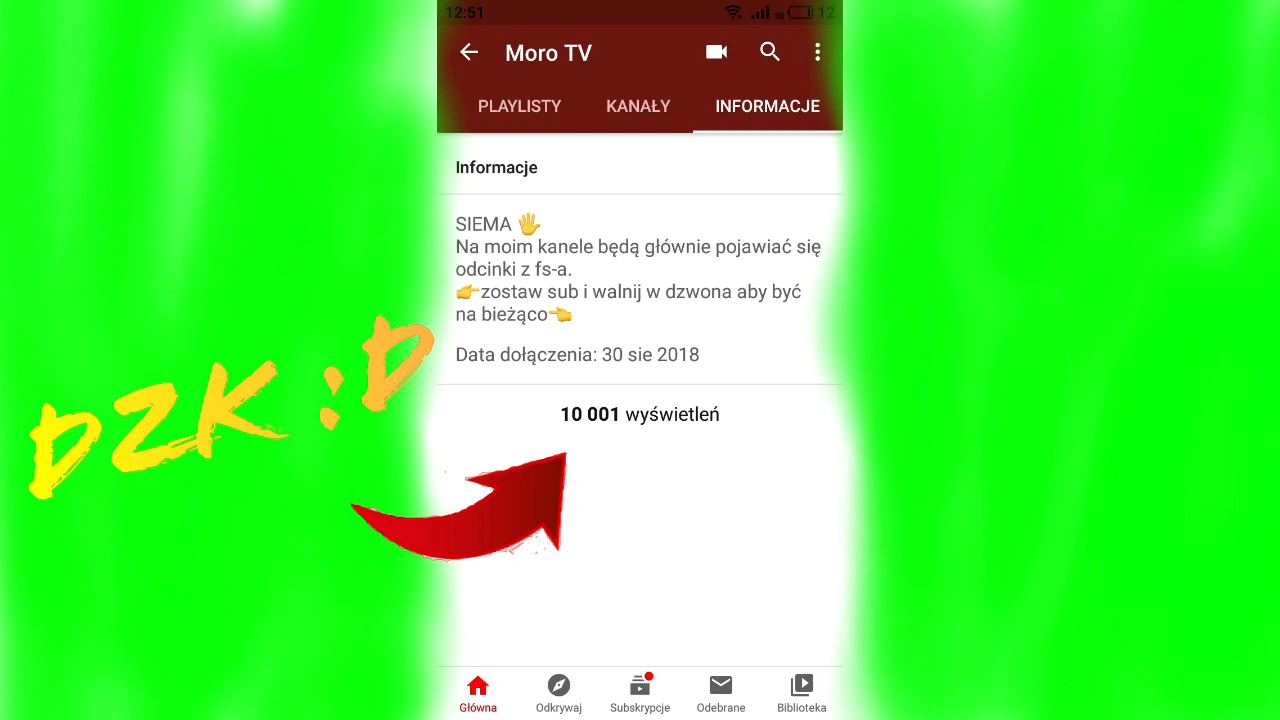 12:51
3G 12
Moro TV
PLAYLISTY KANAŁY INFORMACJE
Informacje
SIEMA 🖐
Na moim kanele będą głównie pojawiać się
odcinki z fs-a.
👉zostaw sub i walnij w dzwona aby być
na bieżąco👈
Data dołączenia: 30 sie 2018
10 001 wyświetleń
DZK :D
Główna Odkrywaj Subskrypcje Odebrane Biblioteka